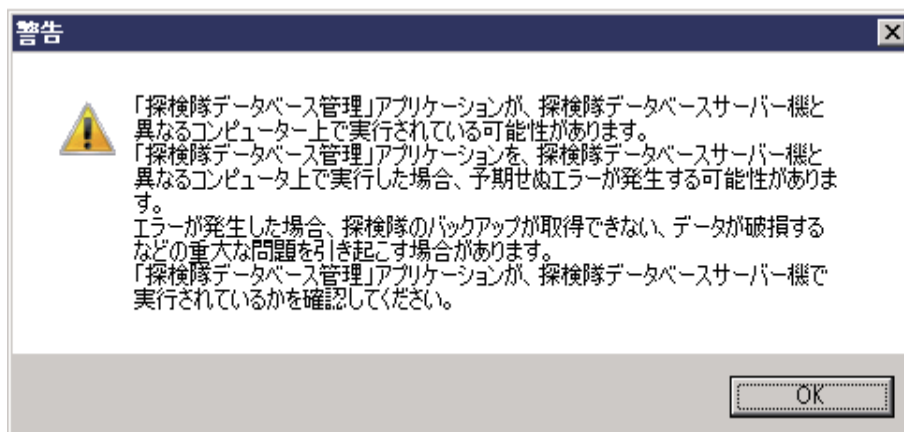 警告
「探検隊データベース管理」アプリケーションが、探検隊データベースサーバー機と
異なるコンピューター上で実行されている可能性があります。
「探検隊データベース管理」アプリケーションを、探検隊データベースサーバー機と
異なるコンピュータ上で実行した場合、予期せぬエラーが発生する可能性がありま
す。
エラーが発生した場合、探検隊のバックアップが取得できない、データが破損する
などの重大な問題を引き起こす場合があります。
「探検隊データベース管理」アプリケーションが、探検隊データベースサーバー機で
実行されているかを確認してください。
OK